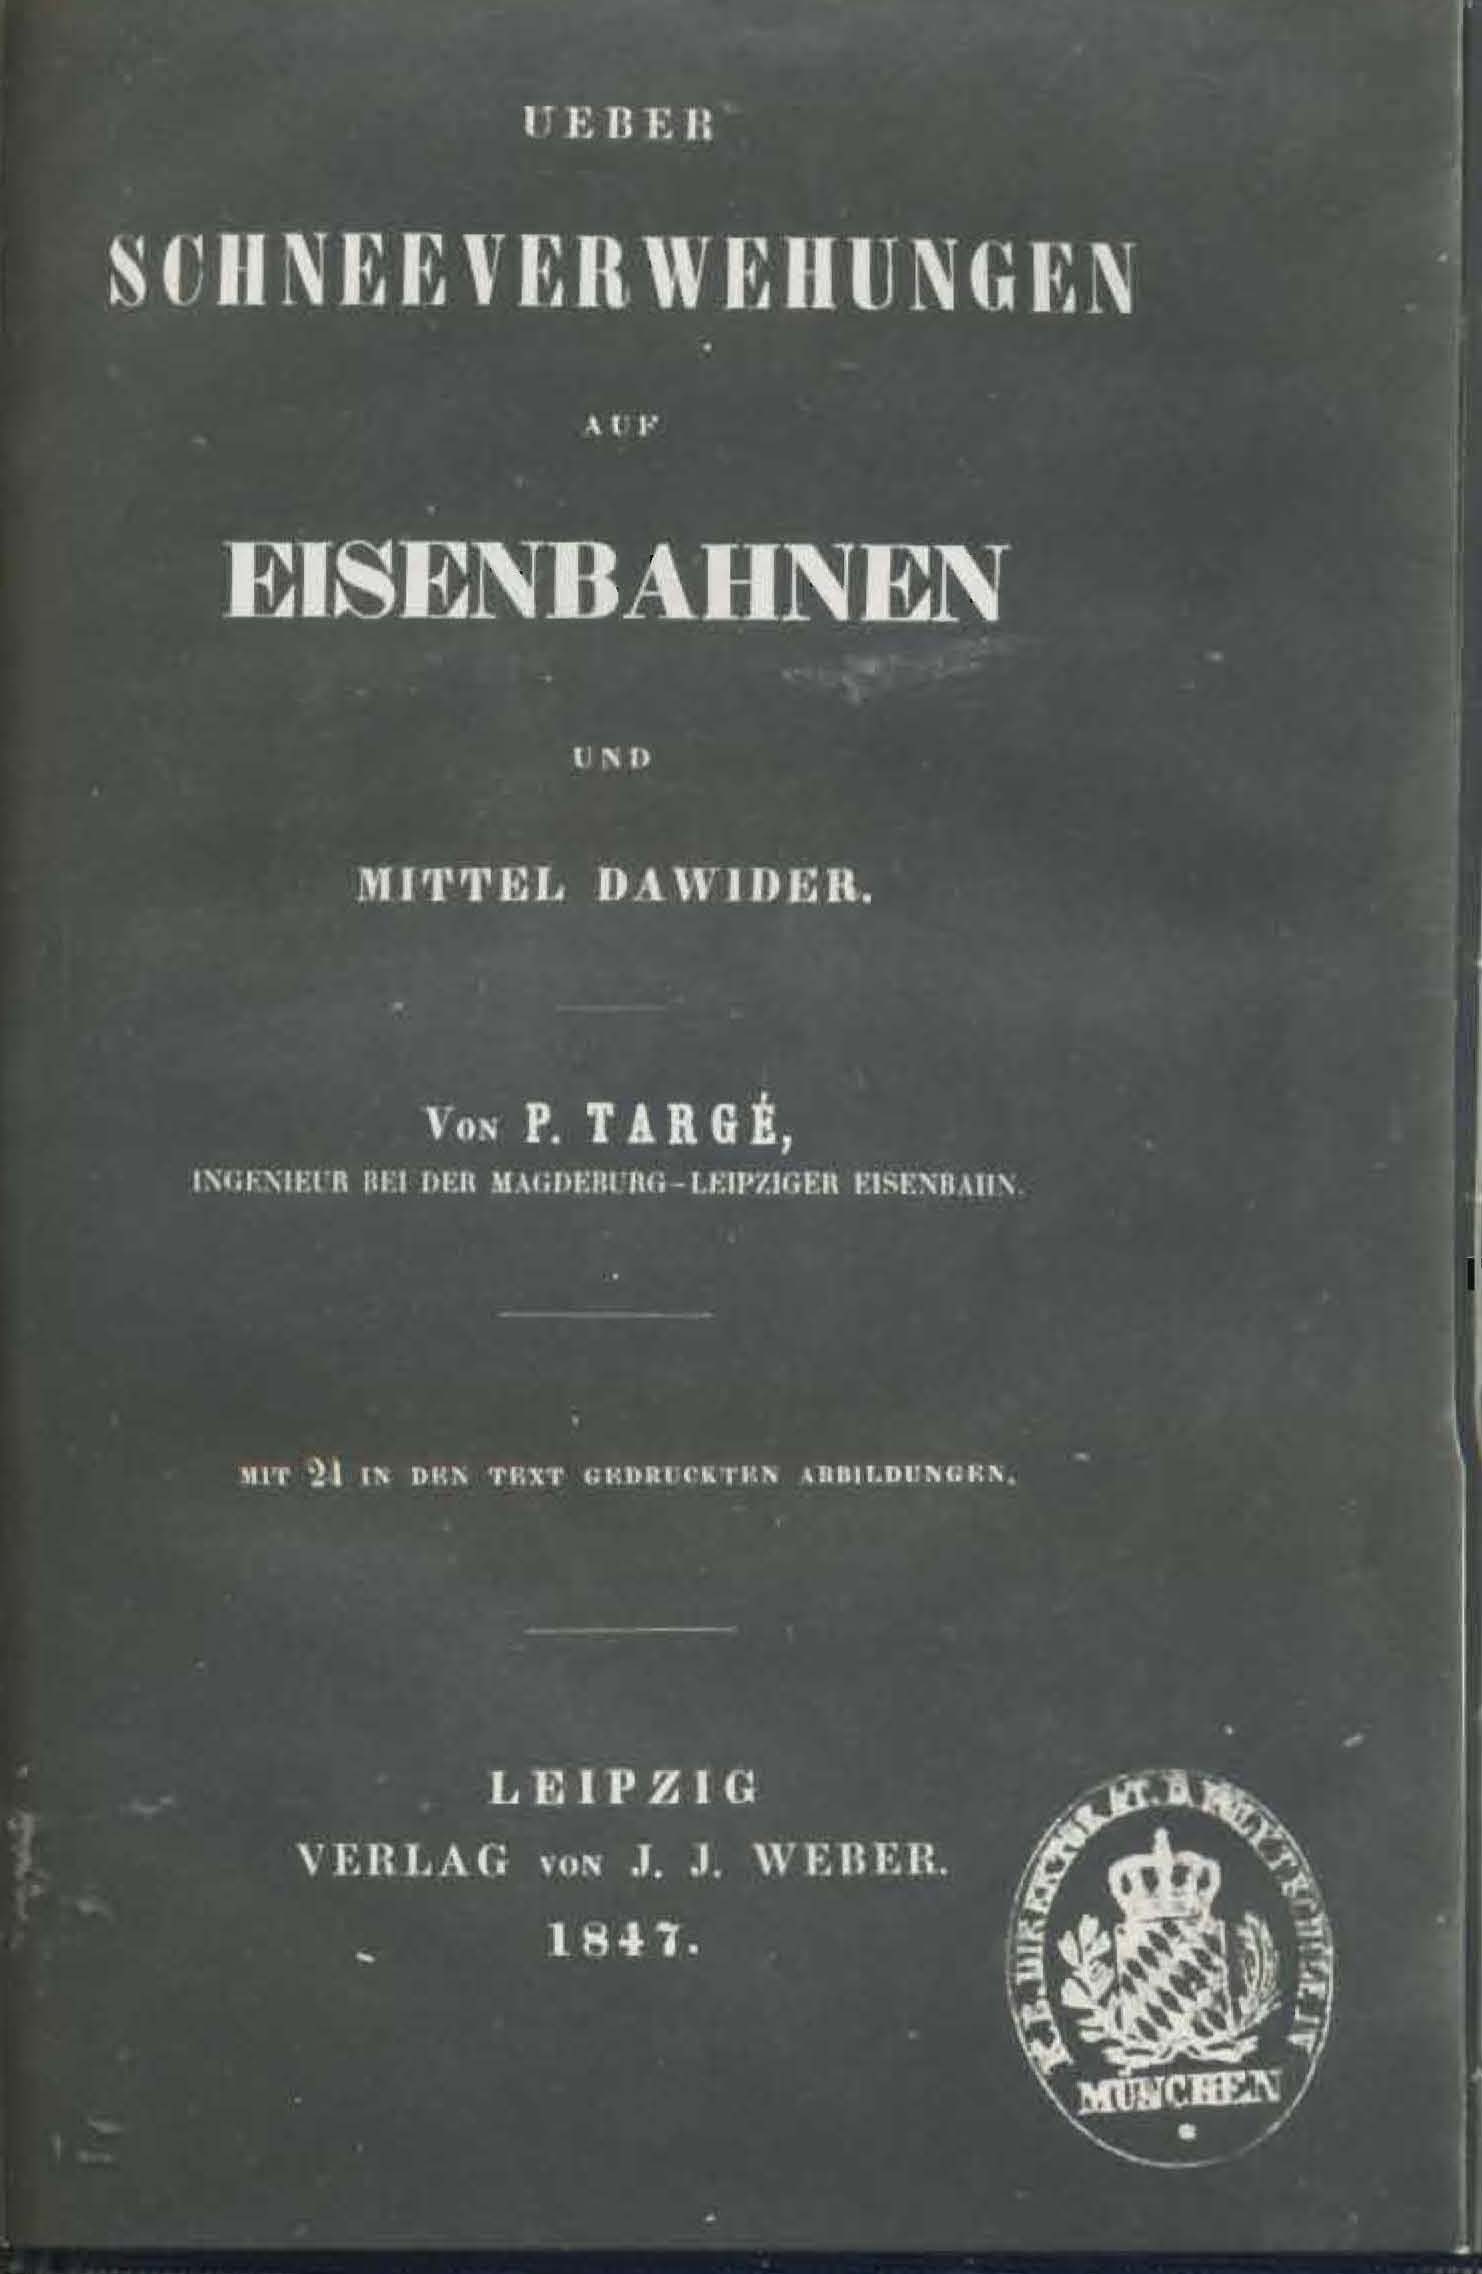 UEBER
SCHNEEVERWEHUNGEN
AUF
EISENBAHNEN
UND
MITTEL DAWIDER.
VON P. TARGÉ,
INGENIEUR BEI DER MAGDEBURG-LEIPZIGER EISENBAHN.
MIT 21 IN DEN TEXT GEDRUCKTEN ABBILDUNGEN.
LEIPZIG
VERLAG VON J. J. WEBER.
1847.
MÜNCHEN